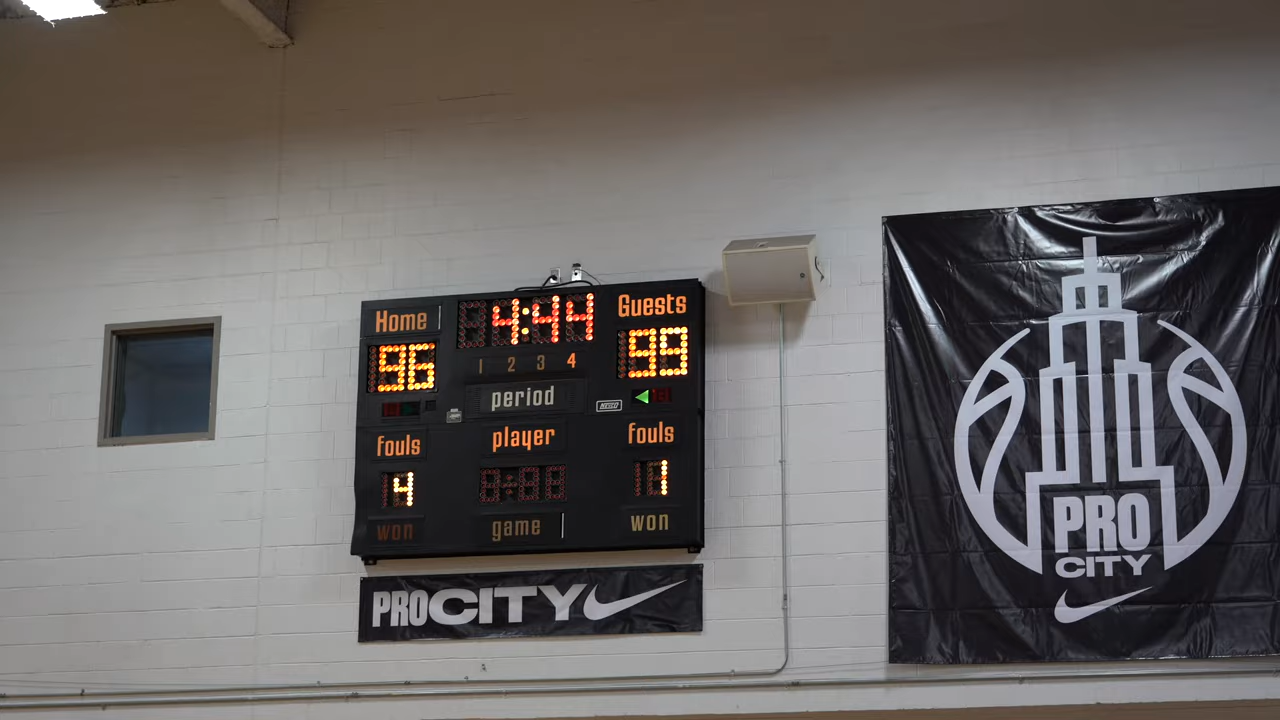 Home
4:44
Guests
96
99
1 2 3 4
period
fouls
player
fouls
4
1
won
game
won
PROCITY
PRO
CITY